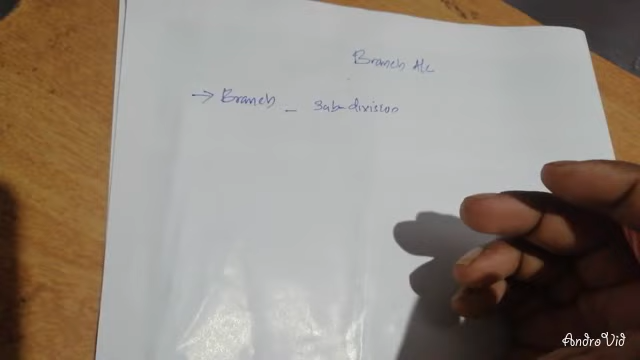 Branch A/c
→ Branch - Sub-division
AndroVid